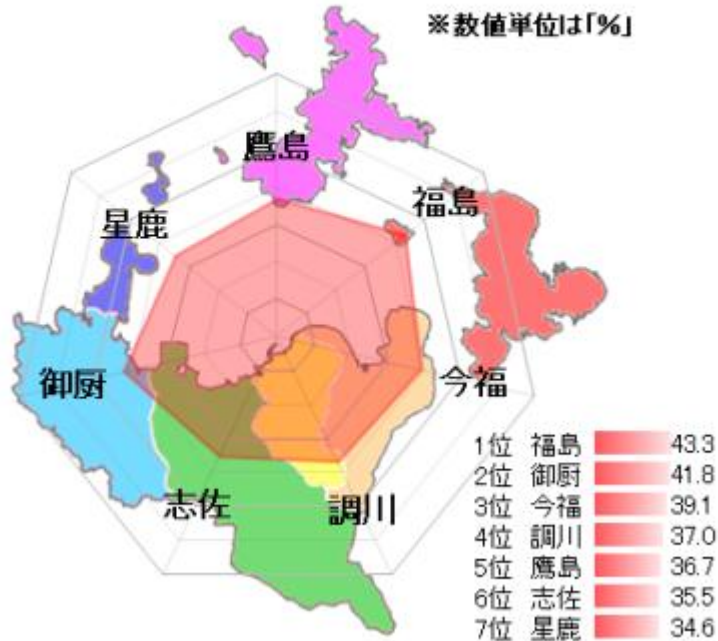 ※数値単位は「%」
鷹島
福島
星鹿
御厨
今福
志佐
調川
1位 福島 43.3
2位 御厨 41.8
3位 今福 39.1
4位 調川 37.0
5位 鷹島 36.7
6位 志佐 35.5
7位 星鹿 34.6